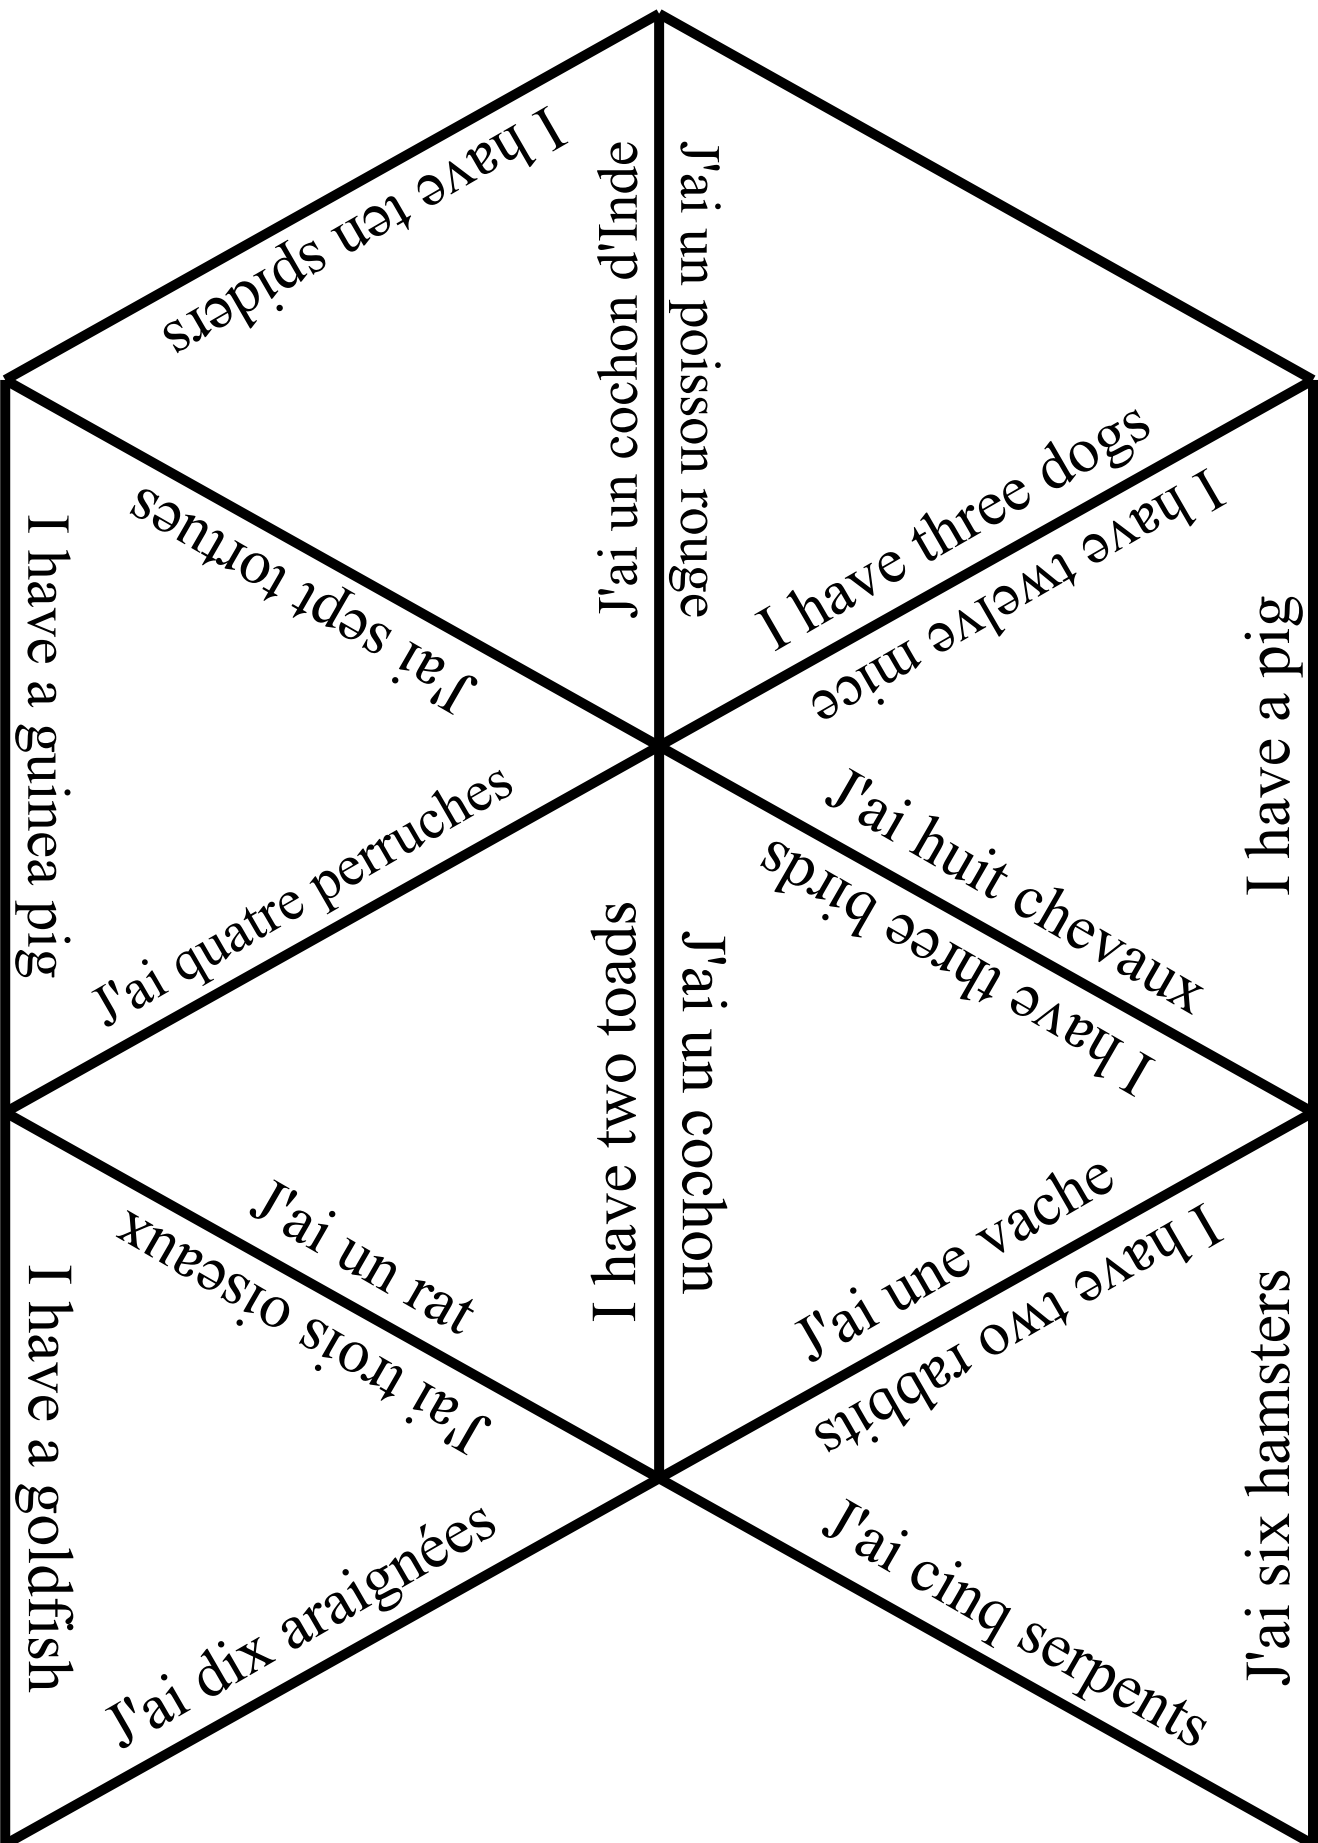 I have ten spiders
J'ai un cochon d'Inde
J'ai un poisson rouge
I have three dogs
J'ai sept tortues
I have a guinea pig
J'ai quatre perruches
I have twelve mice
I have a pig
J'ai huit chevaux
I have two toads
J'ai un rat
I have three birds
J'ai un cochon
J'ai une vache
J'ai trois oiseaux
I have a goldfish
J'ai dix araignées
I have two rabbits
J'ai six hamsters
J'ai cinq serpents